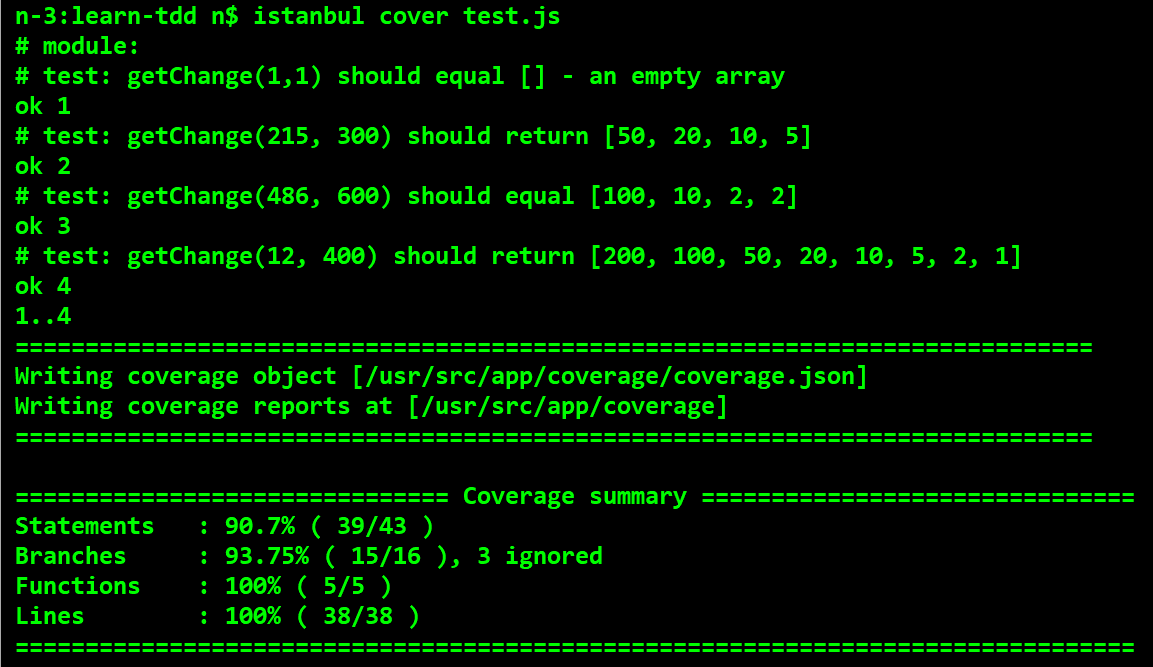 n-3:learn-tdd n$ istanbul cover test.js
# module:
# test: getChange(1,1) should equal [] - an empty array
ok 1
# test: getChange(215, 300) should return [50, 20, 10, 5]
ok 2
# test: getChange(486, 600) should equal [100, 10, 2, 2]
ok 3
# test: getChange(12, 400) should return [200, 100, 50, 20, 10, 5, 2, 1]
ok 4
1..4
=============================================================================
Writing coverage object [/usr/src/app/coverage/coverage.json]
Writing coverage reports at [/usr/src/app/coverage]
=============================================================================

=============================== Coverage summary ===============================
Statements   : 90.7% ( 39/43 )
Branches     : 93.75% ( 15/16 ), 3 ignored
Functions    : 100% ( 5/5 )
Lines        : 100% ( 38/38 )
================================================================================